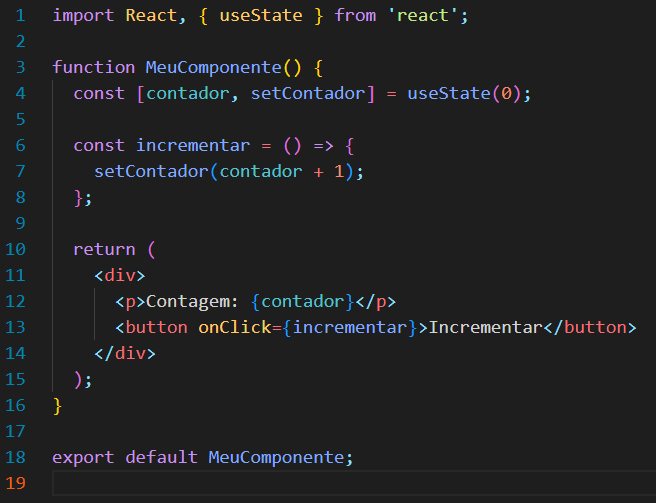 1 import React, { useState } from 'react';
2
3 function MeuComponente() {
4   const [contador, setContador] = useState(0);
5
6   const incrementar = () => {
7     setContador(contador + 1);
8   };
9
10   return (
11     <div>
12       <p>Contagem: {contador}</p>
13       <button onClick={incrementar}>Incrementar</button>
14     </div>
15   );
16 }
17
18 export default MeuComponente;
19